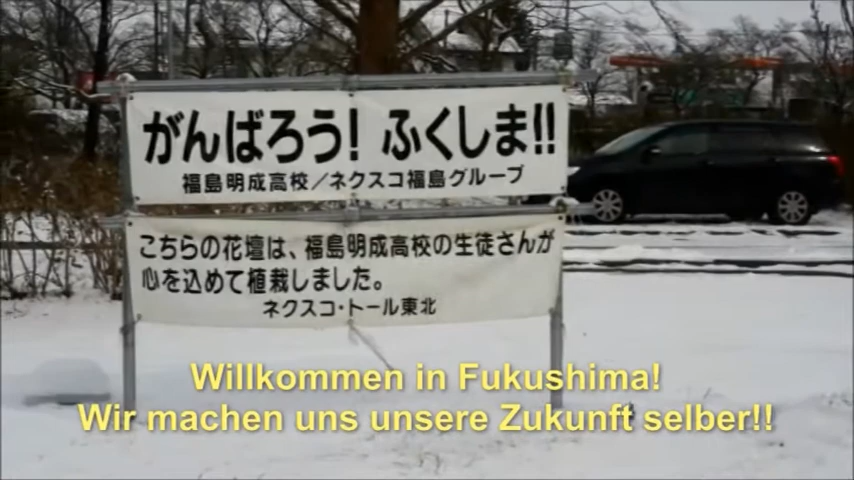 がんばろう! ふくしま!!
福島明成高校/ネクスコ福島グループ
こちらの花壇は、福島明成高校の生徒さんが
心を込めて植栽しました。
ネクスコ・トール東北
Willkommen in Fukushima!
Wir machen uns unsere Zukunft selber!!